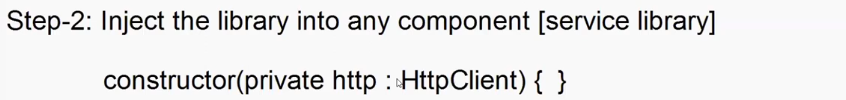 Step-2: Inject the library into any component [service library]
constructor(private http : HttpClient) { }